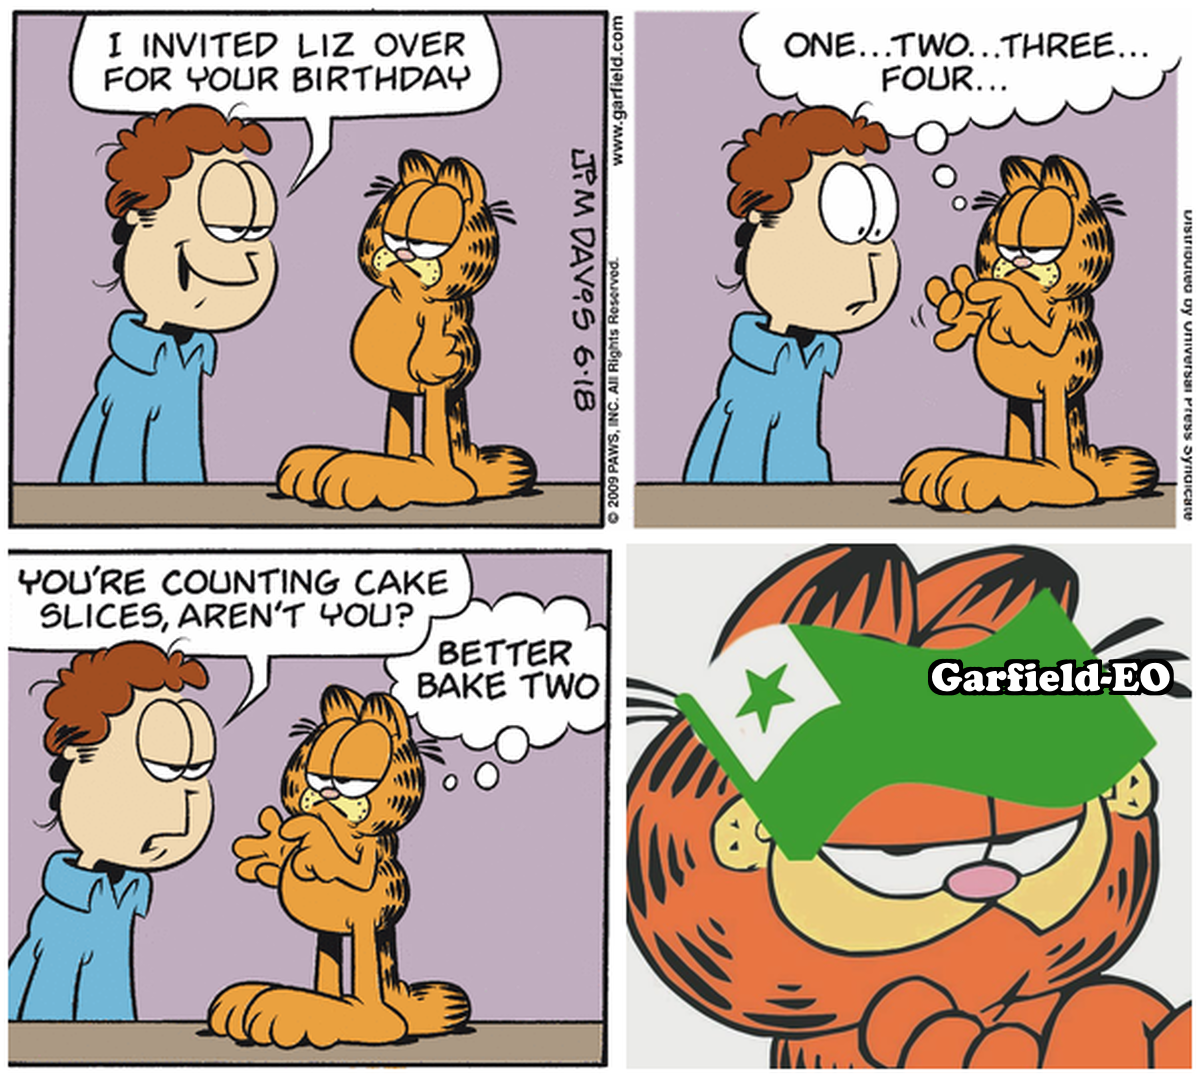 I INVITED LIZ OVER
FOR YOUR BIRTHDAY
JIM DAVIS 6·18
www.garfield.com
© 2009 PAWS, INC. All Rights Reserved.
ONE...TWO...THREE...
FOUR...
Distributed by Universal Press Syndicate
YOU'RE COUNTING CAKE
SLICES, AREN'T YOU?
BETTER
BAKE TWO
Garfield-EO